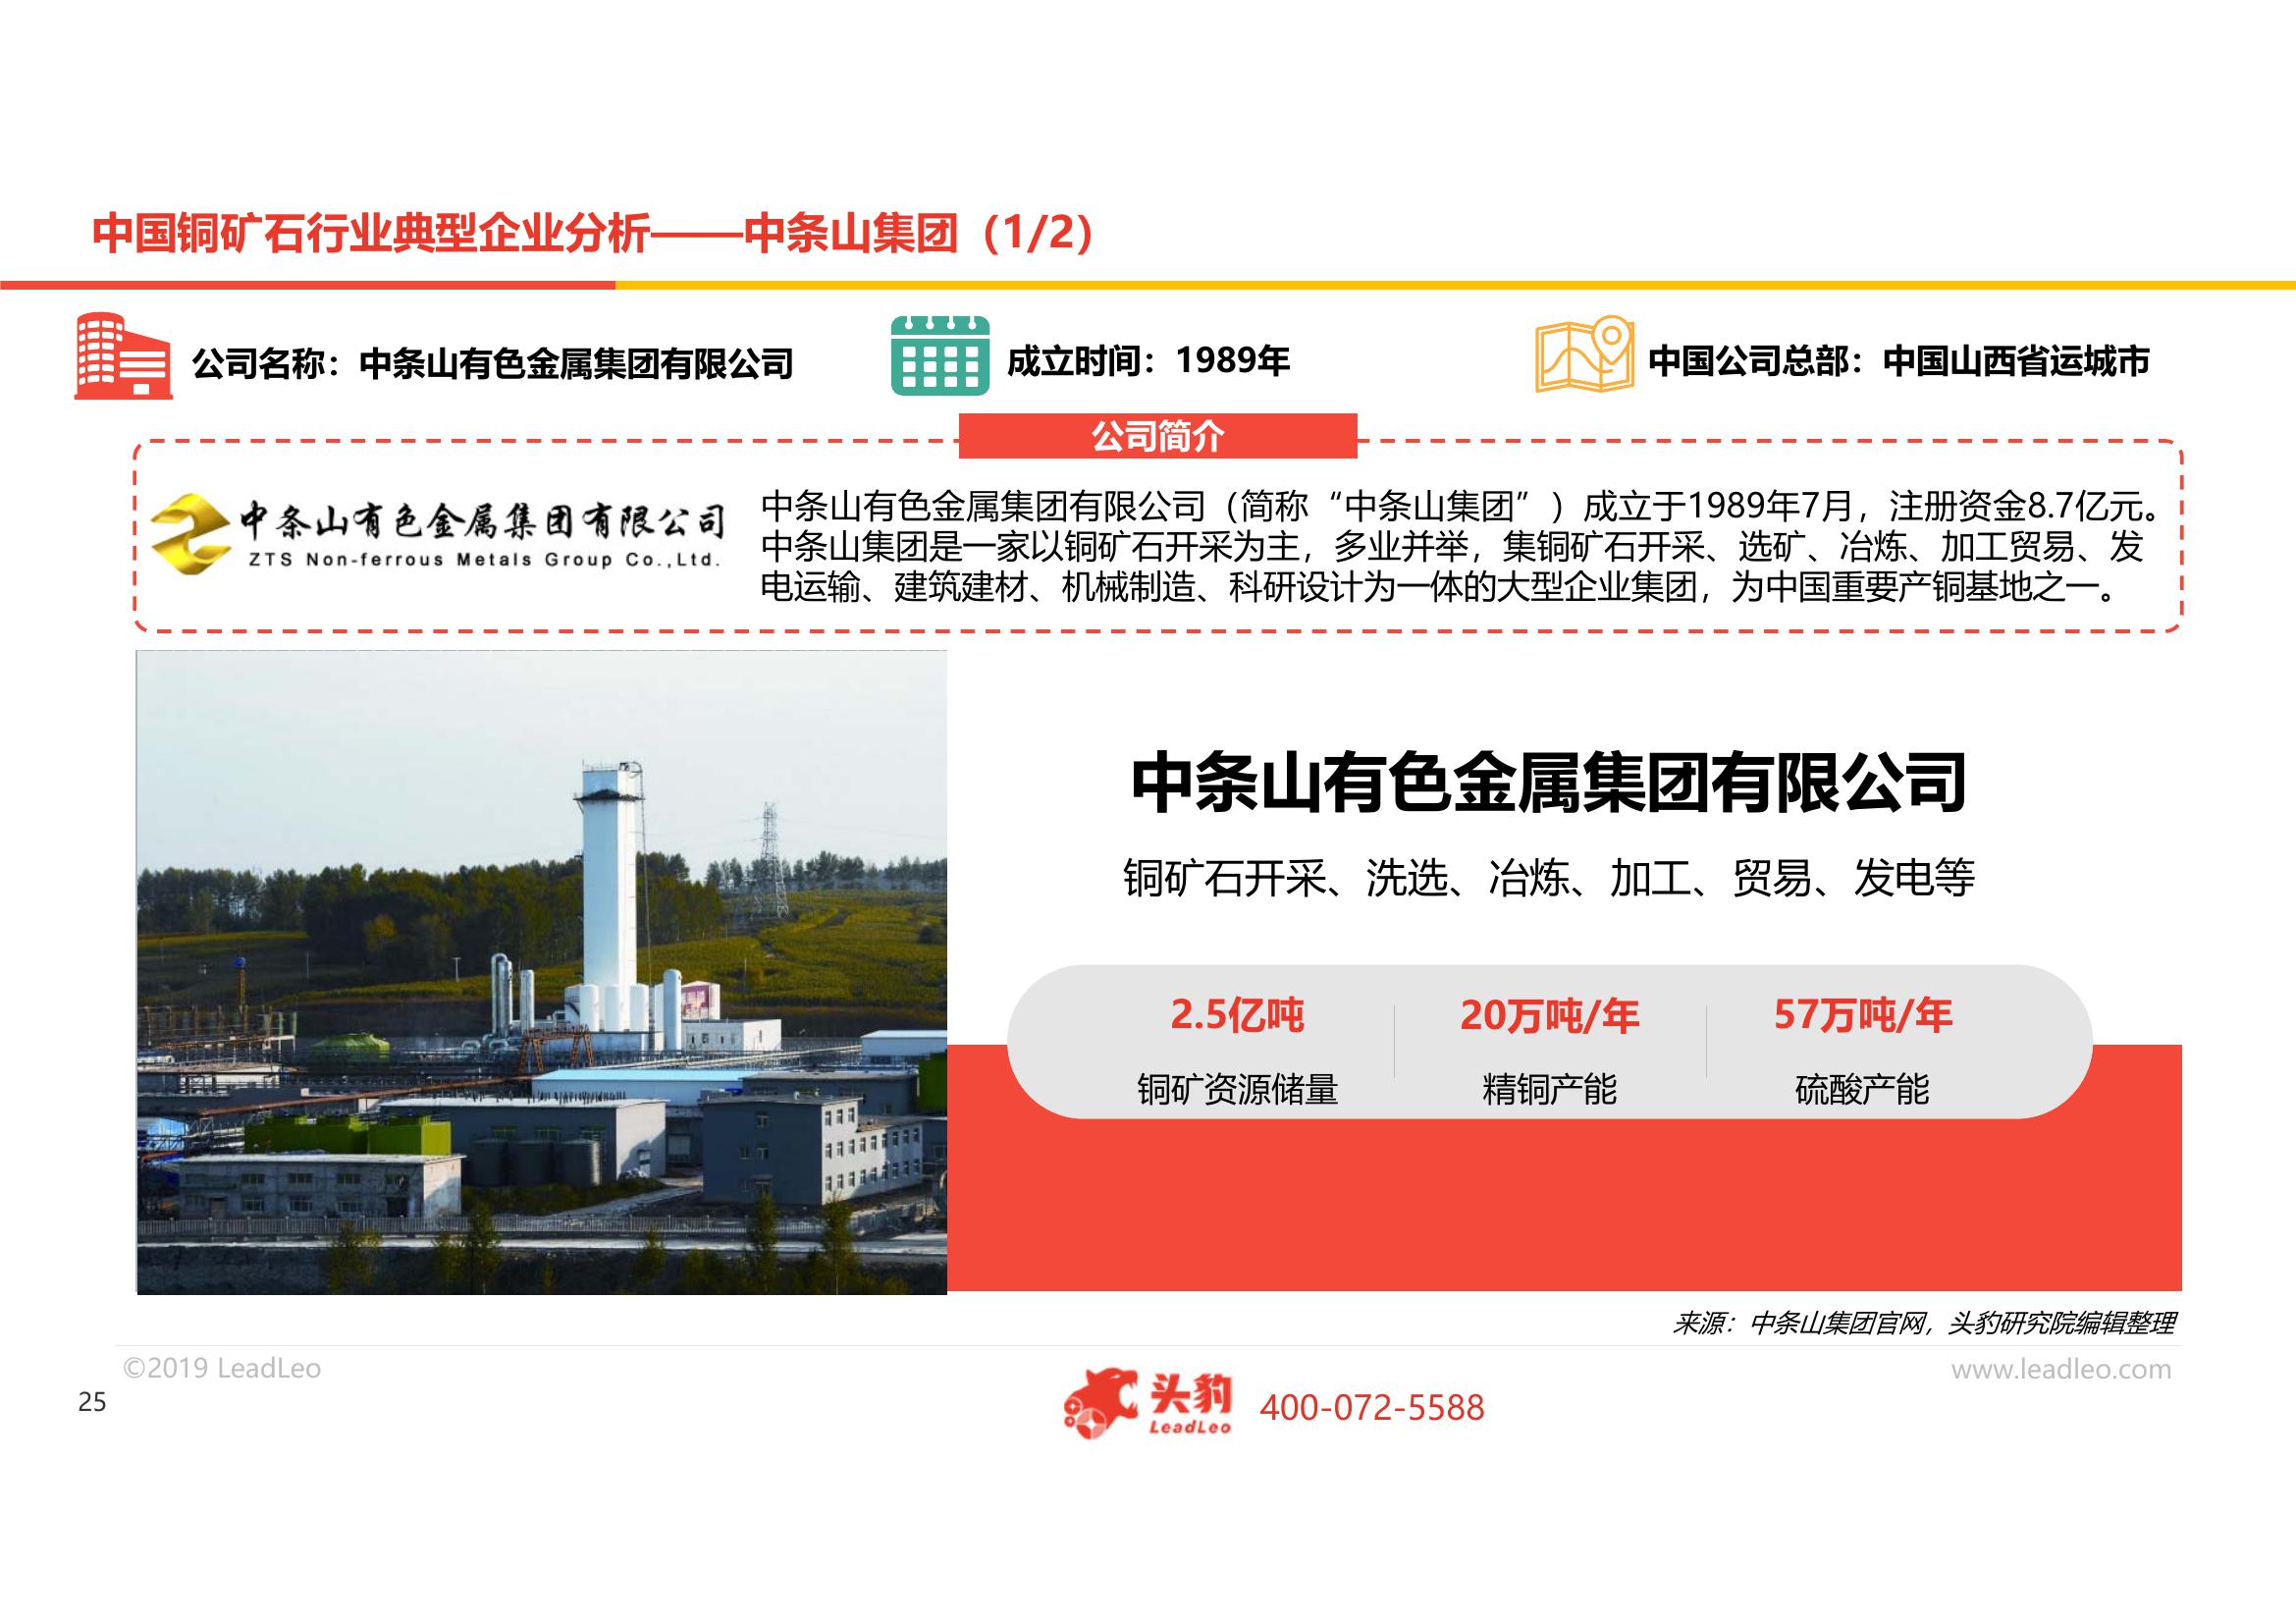 中国铜矿石行业典型企业分析——中条山集团（1/2）
公司名称：中条山有色金属集团有限公司
成立时间：1989年
中国公司总部：中国山西省运城市
公司简介
中条山有色金属集团有限公司
ZTS Non-ferrous Metals Group Co.,Ltd.
中条山有色金属集团有限公司（简称“中条山集团”）成立于1989年7月，注册资金8.7亿元。
中条山集团是一家以铜矿石开采为主，多业并举，集铜矿石开采、选矿、冶炼、加工贸易、发
电运输、建筑建材、机械制造、科研设计为一体的大型企业集团，为中国重要产铜基地之一。
中条山有色金属集团有限公司
铜矿石开采、洗选、冶炼、加工、贸易、发电等
2.5亿吨
铜矿资源储量
20万吨/年
精铜产能
57万吨/年
硫酸产能
来源：中条山集团官网，头豹研究院编辑整理
©2019 LeadLeo
25
头豹
LeadLeo
400-072-5588
www.leadleo.com